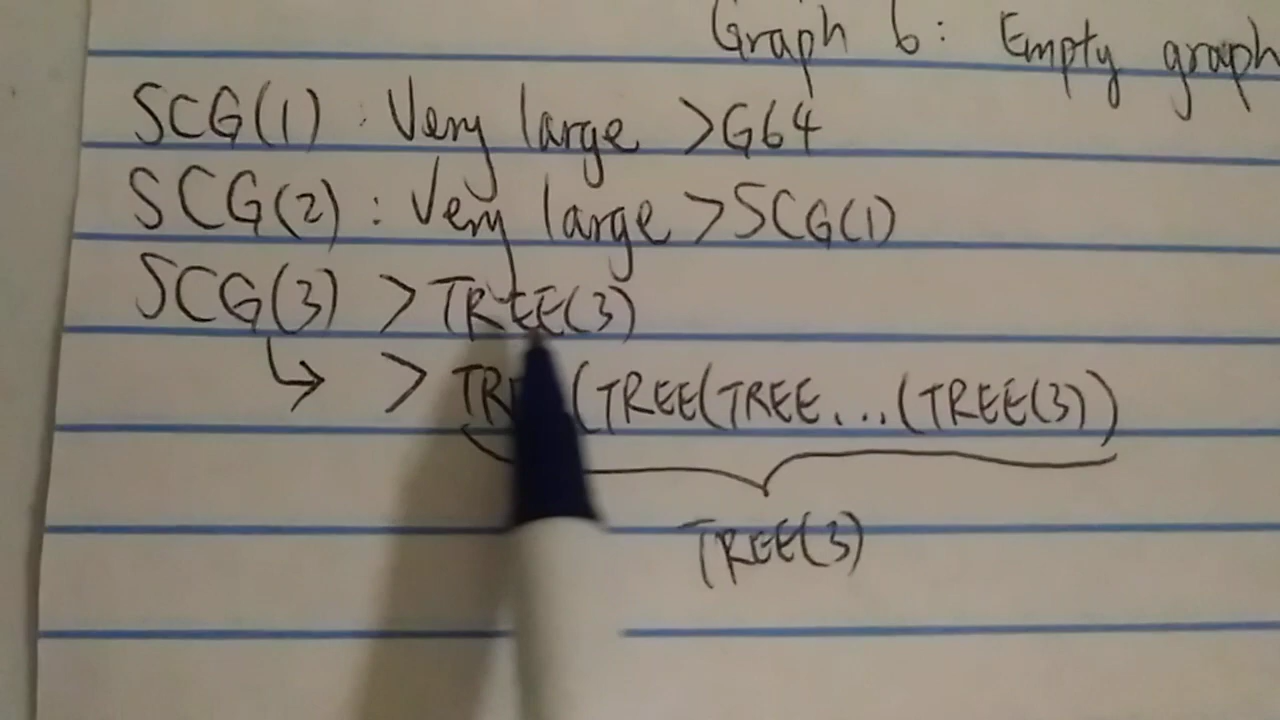 Graph 6: Empty graph
SCG(1) : Very large >G64
SCG(2) : Very large >SCG(1)
SCG(3) > TREE(3)
↳ > TREE(TREE(TREE...(TREE(3))
TREE(3)